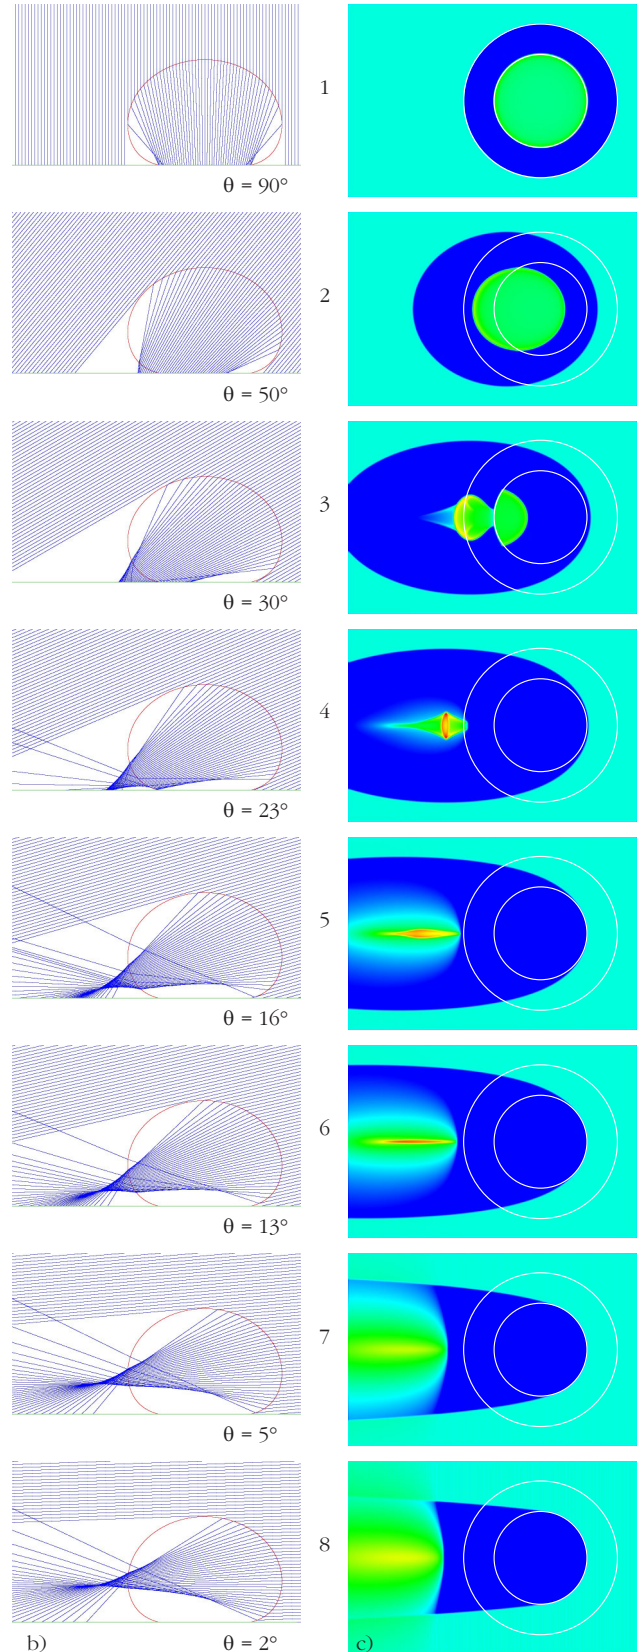 1
θ = 90°
2
θ = 50°
3
θ = 30°
4
θ = 23°
5
θ = 16°
6
θ = 13°
7
θ = 5°
8
b) θ = 2° c)